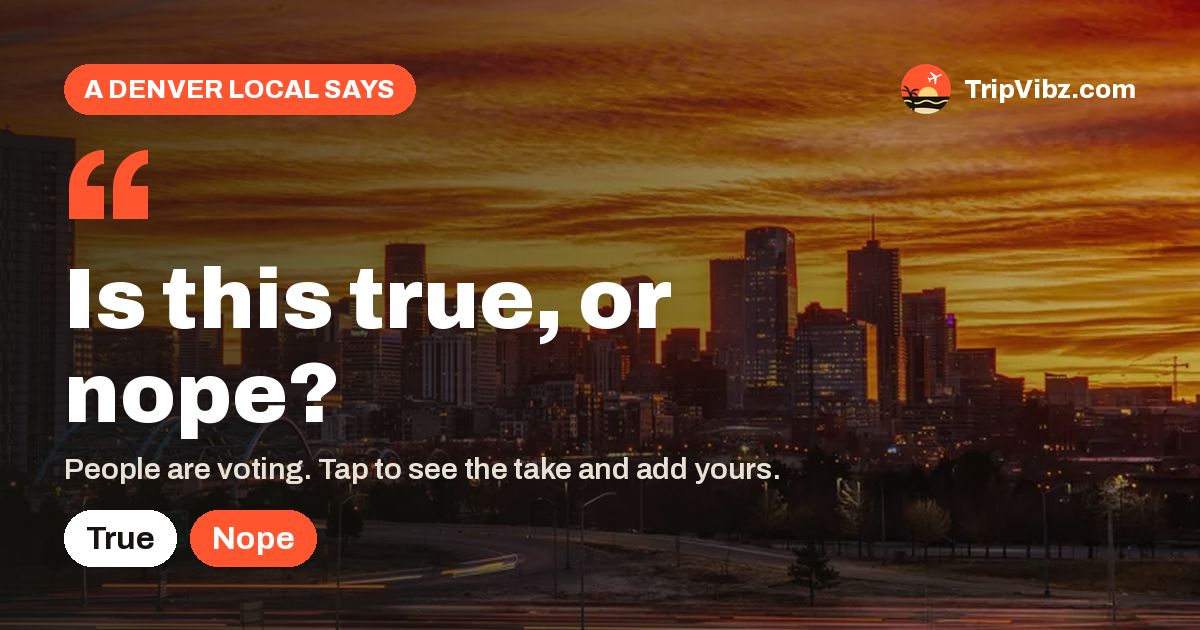 A DENVER LOCAL SAYS
TripVibz.com
“
Is this true, or
nope?
People are voting. Tap to see the take and add yours.
True
Nope